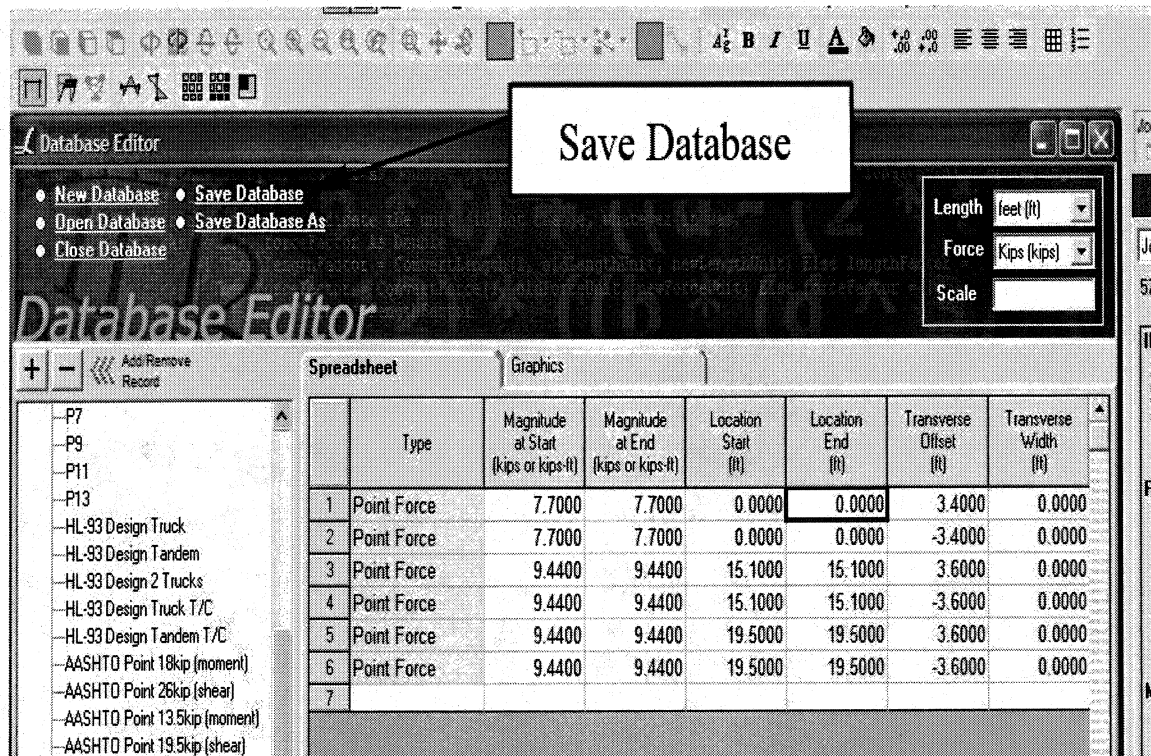 Database Editor
Save Database
New Database
Save Database
Open Database
Save Database As
Close Database
Length feet (ft)
Force Kips (kips)
Scale
Database Editor
+ - Add/Remove
Record
Spreadsheet
Graphics
Type
Magnitude
at Start
(kips or kips-ft)
Magnitude
at End
(kips or kips-ft)
Location
Start
(ft)
Location
End
(ft)
Transverse
Offset
(ft)
Transverse
Width
(ft)
1 Point Force 7.7000 7.7000 0.0000 0.0000 3.4000 0.0000
2 Point Force 7.7000 7.7000 0.0000 0.0000 -3.4000 0.0000
3 Point Force 9.4400 9.4400 15.1000 15.1000 3.6000 0.0000
4 Point Force 9.4400 9.4400 15.1000 15.1000 -3.6000 0.0000
5 Point Force 9.4400 9.4400 19.5000 19.5000 3.6000 0.0000
6 Point Force 9.4400 9.4400 19.5000 19.5000 -3.6000 0.0000
7
P7
P9
P11
P13
HL-93 Design Truck
HL-93 Design Tandem
HL-93 Design 2 Trucks
HL-93 Design Truck T/C
HL-93 Design Tandem T/C
AASHTO Point 18kip (moment)
AASHTO Point 26kip (shear)
AASHTO Point 13.5kip (moment)
AASHTO Point 19.5kip (shear)